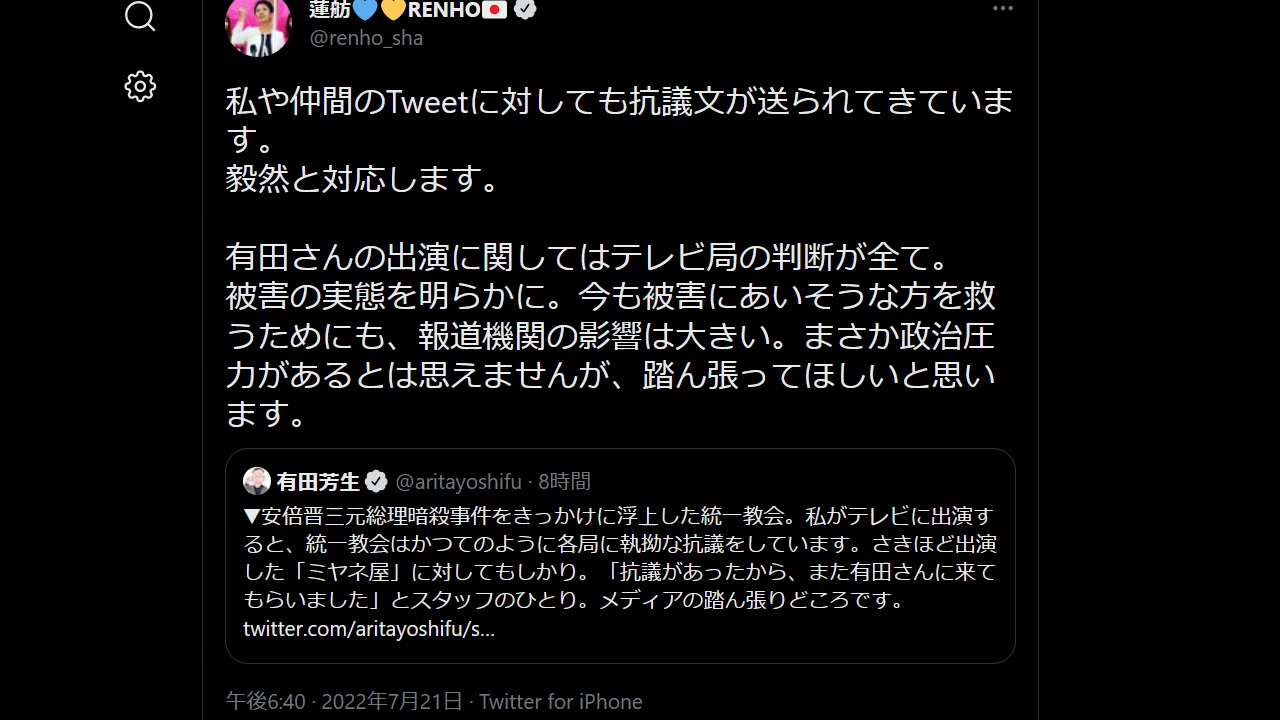 蓮舫💙💛RENHO🇯🇵
@renho_sha
私や仲間のTweetに対しても抗議文が送られてきていま
す。
毅然と対応します。
有田さんの出演に関してはテレビ局の判断が全て。
被害の実態を明らかに。今も被害にあいそうな方を救
うためにも、報道機関の影響は大きい。まさか政治圧
力があるとは思えませんが、踏ん張ってほしいと思い
ます。
有田芳生 @aritayoshifu · 8時間
▼安倍晋三元総理暗殺事件をきっかけに浮上した統一教会。私がテレビに出演す
ると、統一教会はかつてのように各局に執拗な抗議をしています。さきほど出演
した「ミヤネ屋」に対してもしかり。「抗議があったから、また有田さんに来て
もらいました」とスタッフのひとり。メディアの踏ん張りどころです。
twitter.com/aritayoshifu/s...
午後6:40 · 2022年7月21日 · Twitter for iPhone